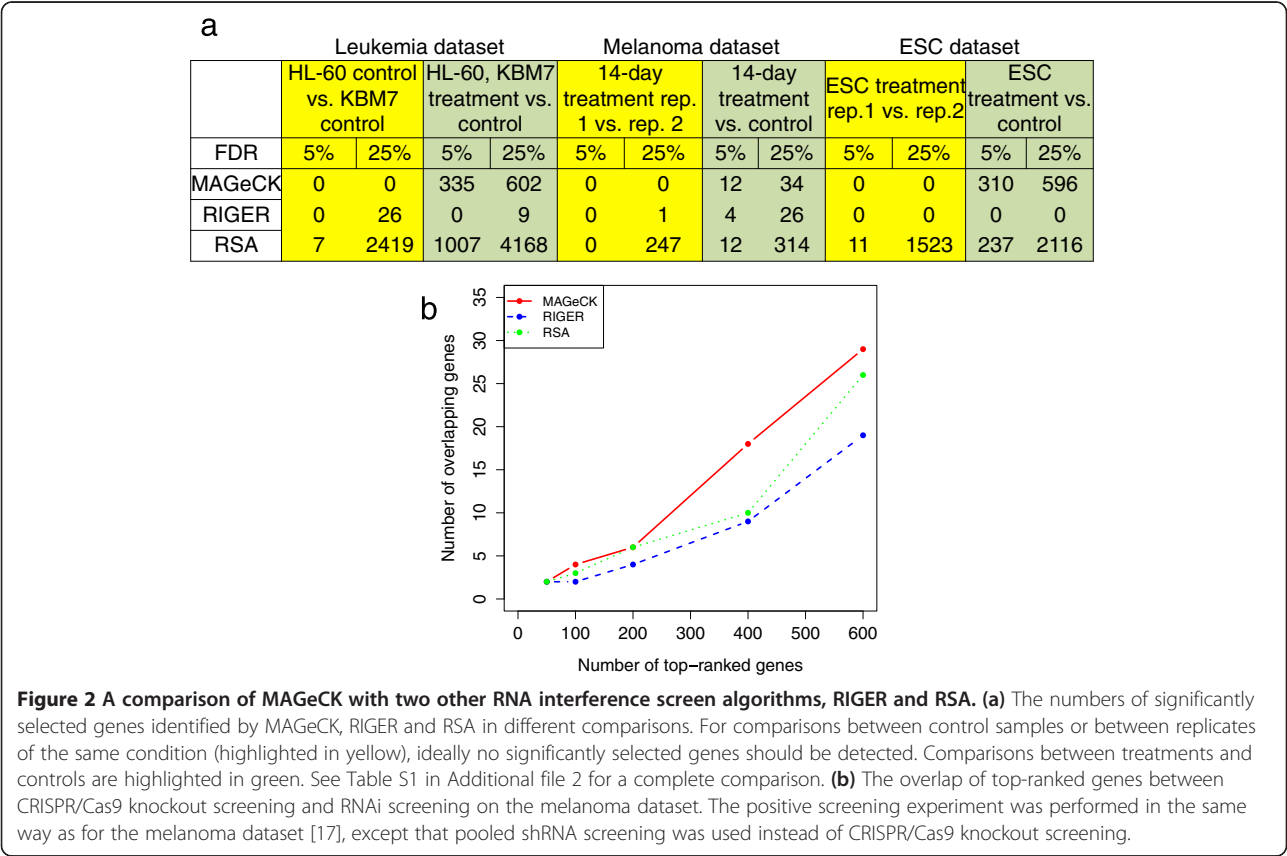 a
Leukemia dataset Melanoma dataset ESC dataset
HL-60 control vs. KBM7 control HL-60, KBM7 treatment vs. control 14-day treatment rep. 1 vs. rep. 2 14-day treatment vs. control ESC treatment rep.1 vs. rep.2 ESC treatment vs. control
FDR 5% 25% 5% 25% 5% 25% 5% 25% 5% 25% 5% 25%
MAGeCK 0 0 335 602 0 0 12 34 0 0 310 596
RIGER 0 26 0 9 0 1 4 26 0 0 0 0
RSA 7 2419 1007 4168 0 247 12 314 11 1523 237 2116
b
MAGeCK
RIGER
RSA
Number of overlapping genes
35
30
25
20
15
10
5
0
0 100 200 300 400 500 600
Number of top−ranked genes
Figure 2 A comparison of MAGeCK with two other RNA interference screen algorithms, RIGER and RSA. (a) The numbers of significantly
selected genes identified by MAGeCK, RIGER and RSA in different comparisons. For comparisons between control samples or between replicates
of the same condition (highlighted in yellow), ideally no significantly selected genes should be detected. Comparisons between treatments and
controls are highlighted in green. See Table S1 in Additional file 2 for a complete comparison. (b) The overlap of top-ranked genes between
CRISPR/Cas9 knockout screening and RNAi screening on the melanoma dataset. The positive screening experiment was performed in the same
way as for the melanoma dataset [17], except that pooled shRNA screening was used instead of CRISPR/Cas9 knockout screening.